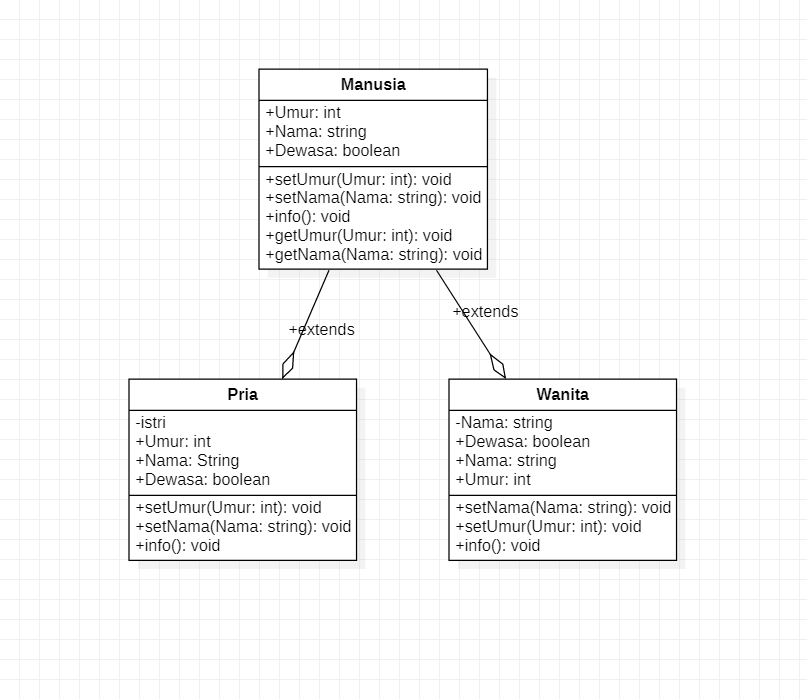 Manusia
+Umur: int
+Nama: string
+Dewasa: boolean
+setUmur(Umur: int): void
+setNama(Nama: string): void
+info(): void
+getUmur(Umur: int): void
+getNama(Nama: string): void
+extends
+extends
Pria
-istri
+Umur: int
+Nama: String
+Dewasa: boolean
+setUmur(Umur: int): void
+setNama(Nama: string): void
+info(): void
Wanita
-Nama: string
+Dewasa: boolean
+Nama: string
+Umur: int
+setNama(Nama: string): void
+setUmur(Umur: int): void
+info(): void